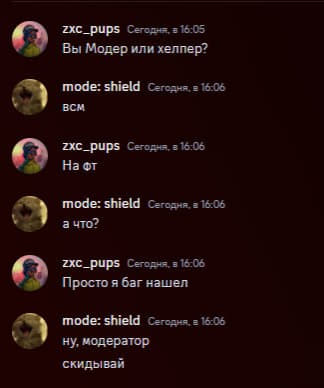 zxc_pups Сегодня, в 16:05
Вы Модер или хелпер?
mode: shield Сегодня, в 16:06
всм
zxc_pups Сегодня, в 16:06
На фт
mode: shield Сегодня, в 16:06
а что?
zxc_pups Сегодня, в 16:06
Просто я баг нашел
mode: shield Сегодня, в 16:06
ну, модератор
скидывай